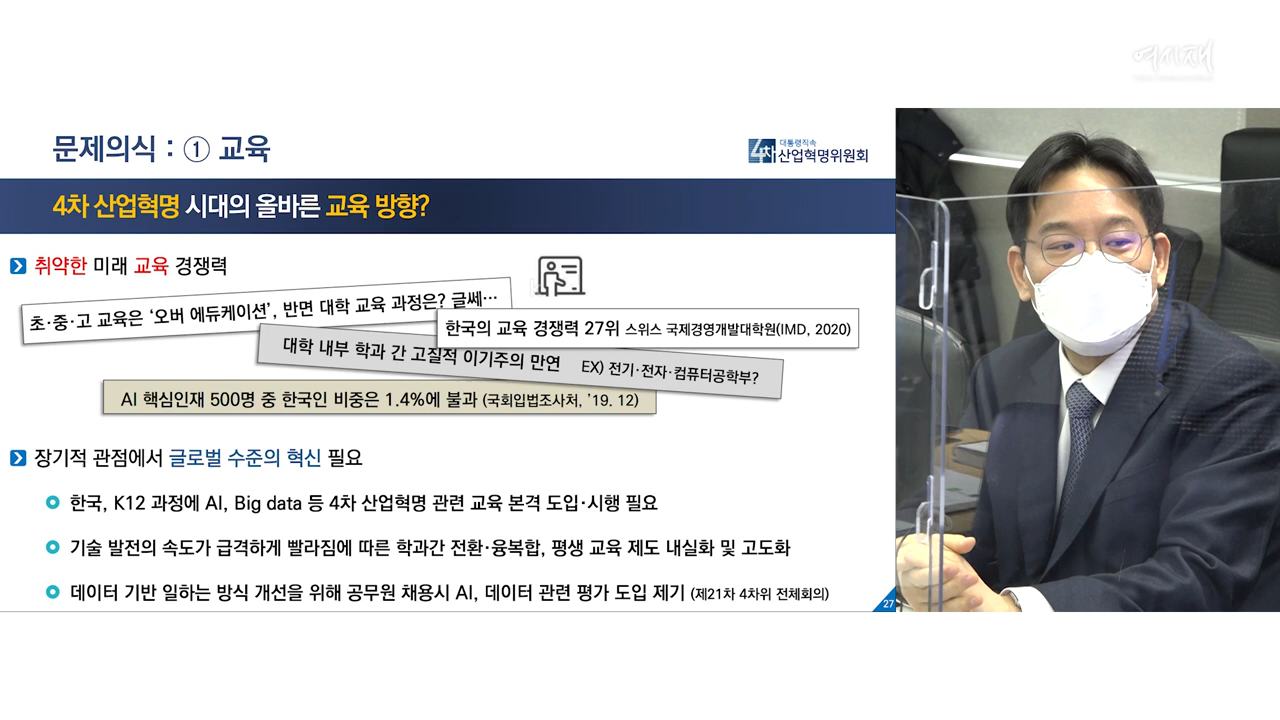 여시재
문제의식 : ① 교육
대통령직속
4차 산업혁명위원회
4차 산업혁명 시대의 올바른 교육 방향?
취약한 미래 교육 경쟁력
초·중·고 교육은 ‘오버 에듀케이션’, 반면 대학 교육 과정은? 글쎄…
한국의 교육 경쟁력 27위 스위스 국제경영개발대학원(IMD, 2020)
대학 내부 학과 간 고질적 이기주의 만연 EX) 전기·전자·컴퓨터공학부?
AI 핵심인재 500명 중 한국인 비중은 1.4%에 불과 (국회입법조사처, ’19. 12)
장기적 관점에서 글로벌 수준의 혁신 필요
한국, K12 과정에 AI, Big data 등 4차 산업혁명 관련 교육 본격 도입·시행 필요
기술 발전의 속도가 급격하게 빨라짐에 따른 학과간 전환·융복합, 평생 교육 제도 내실화 및 고도화
데이터 기반 일하는 방식 개선을 위해 공무원 채용시 AI, 데이터 관련 평가 도입 제기 (제21차 4차위 전체회의)
27